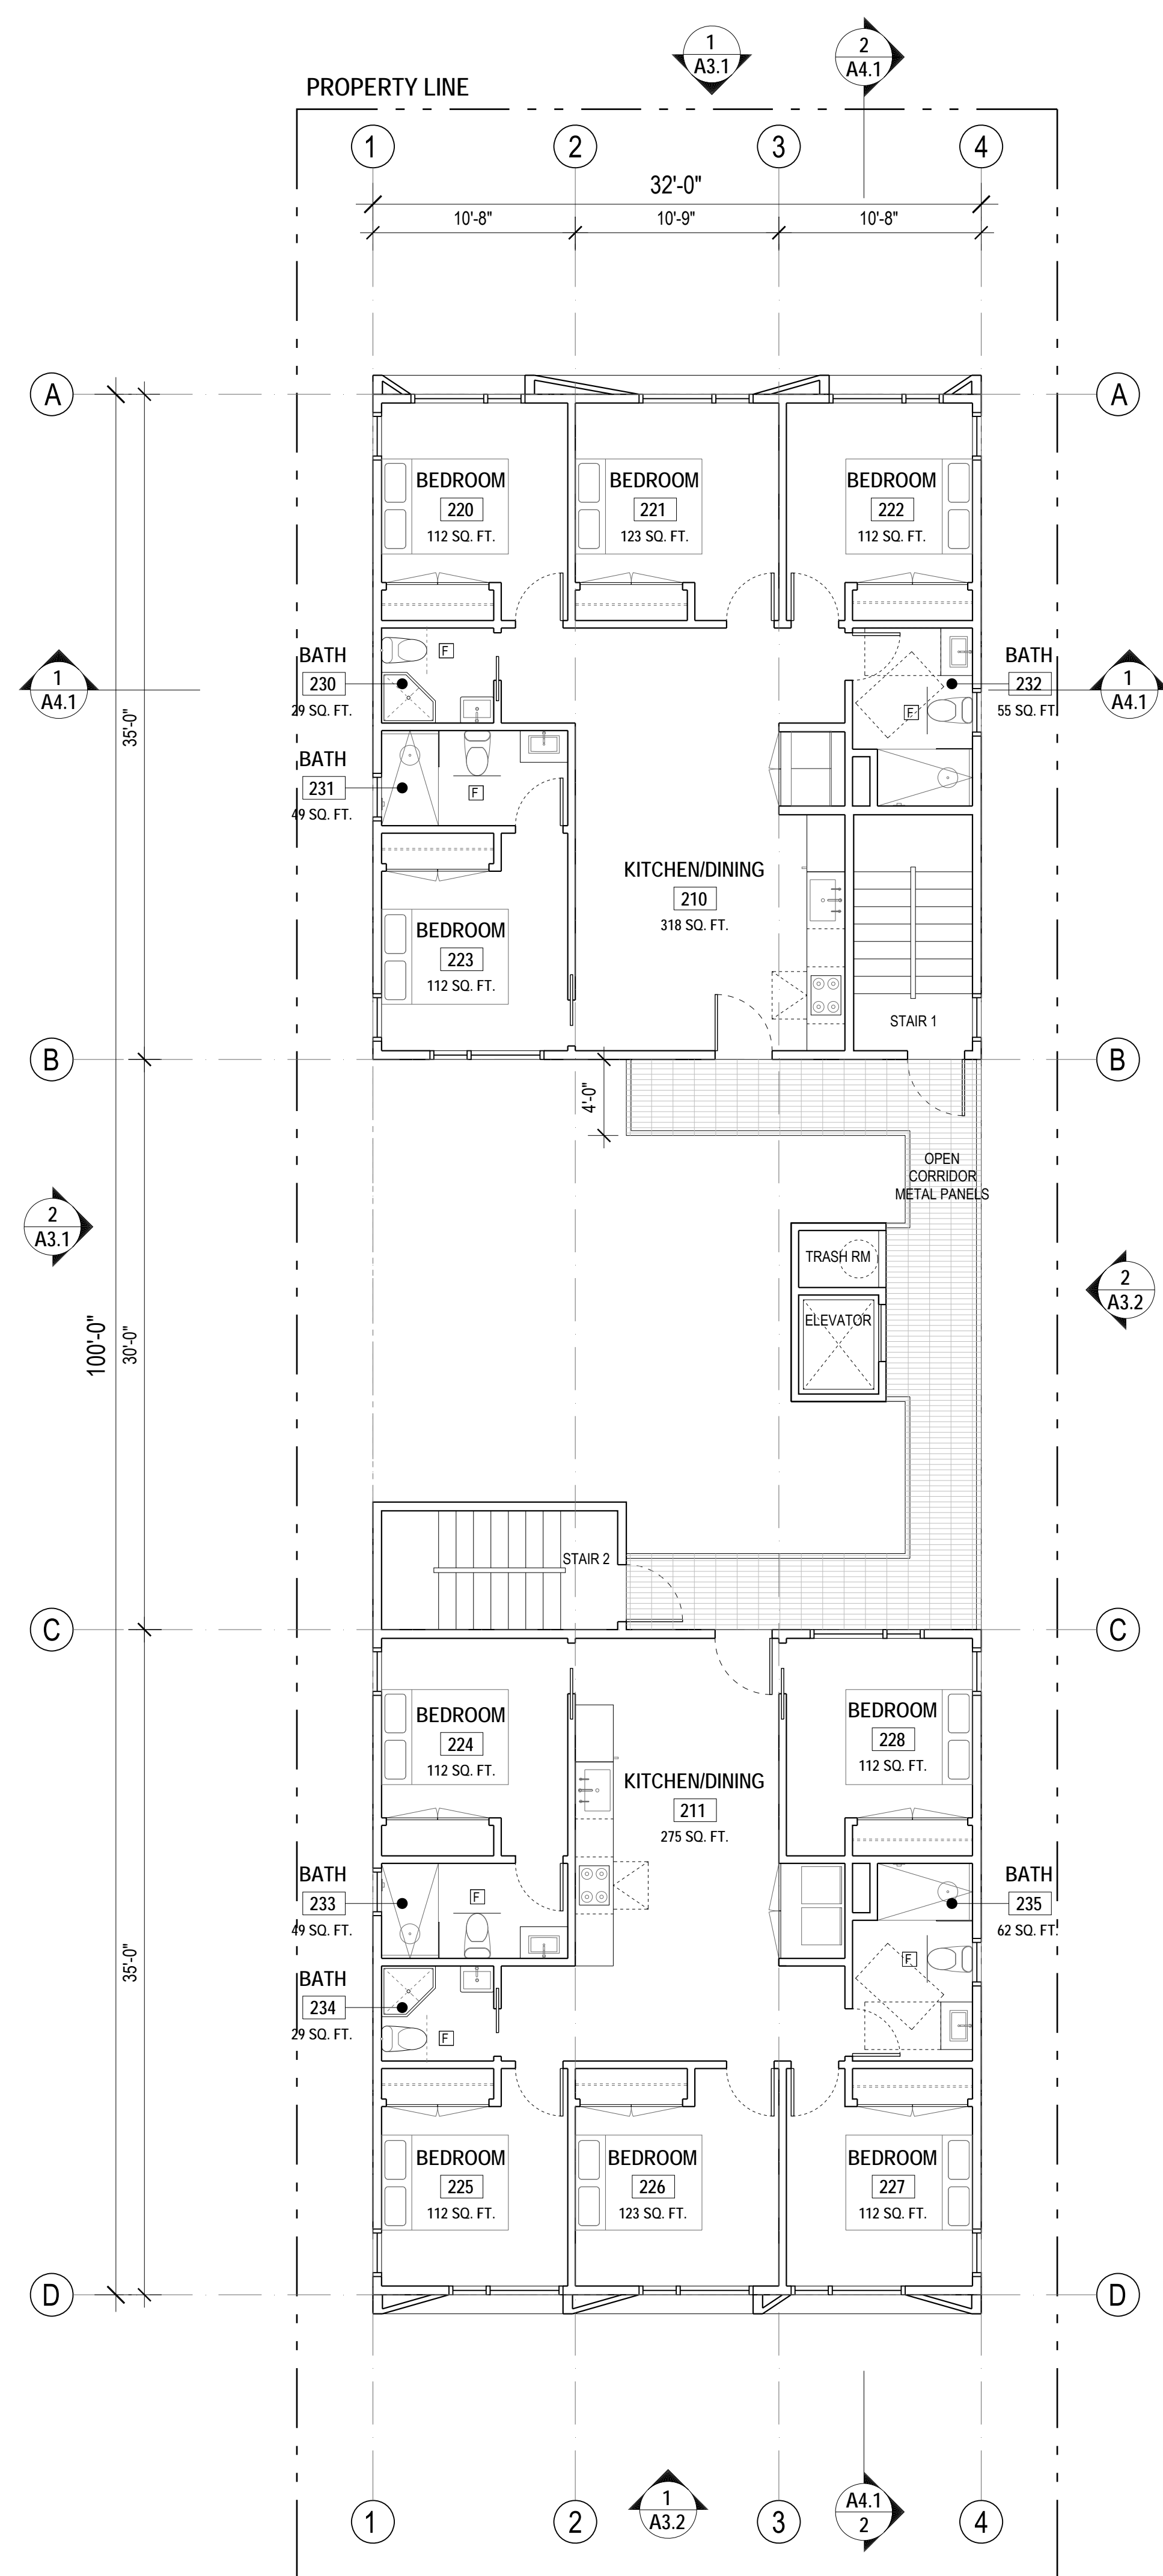 1
A3.1
2
A4.1
PROPERTY LINE
1
2
3
4
32'-0"
10'-8"
10'-9"
10'-8"
A
A
BEDROOM
220
112 SQ. FT.
BEDROOM
221
123 SQ. FT.
BEDROOM
222
112 SQ. FT.
1
A4.1
35'-0"
BATH
230
29 SQ. FT.
F
BATH
232
55 SQ. FT.
F
1
A4.1
BATH
231
49 SQ. FT.
F
KITCHEN/DINING
210
318 SQ. FT.
BEDROOM
223
112 SQ. FT.
STAIR 1
B
B
4'-0"
OPEN
CORRIDOR
METAL PANELS
2
A3.1
TRASH RM
ELEVATOR
2
A3.2
100'-0"
30'-0"
STAIR 2
C
C
BEDROOM
224
112 SQ. FT.
KITCHEN/DINING
211
275 SQ. FT.
BEDROOM
228
112 SQ. FT.
BATH
233
49 SQ. FT.
F
BATH
235
62 SQ. FT.
F
35'-0"
BATH
234
29 SQ. FT.
F
BEDROOM
225
112 SQ. FT.
BEDROOM
226
123 SQ. FT.
BEDROOM
227
112 SQ. FT.
D
D
1
2
1
A3.2
3
A4.1
2
4